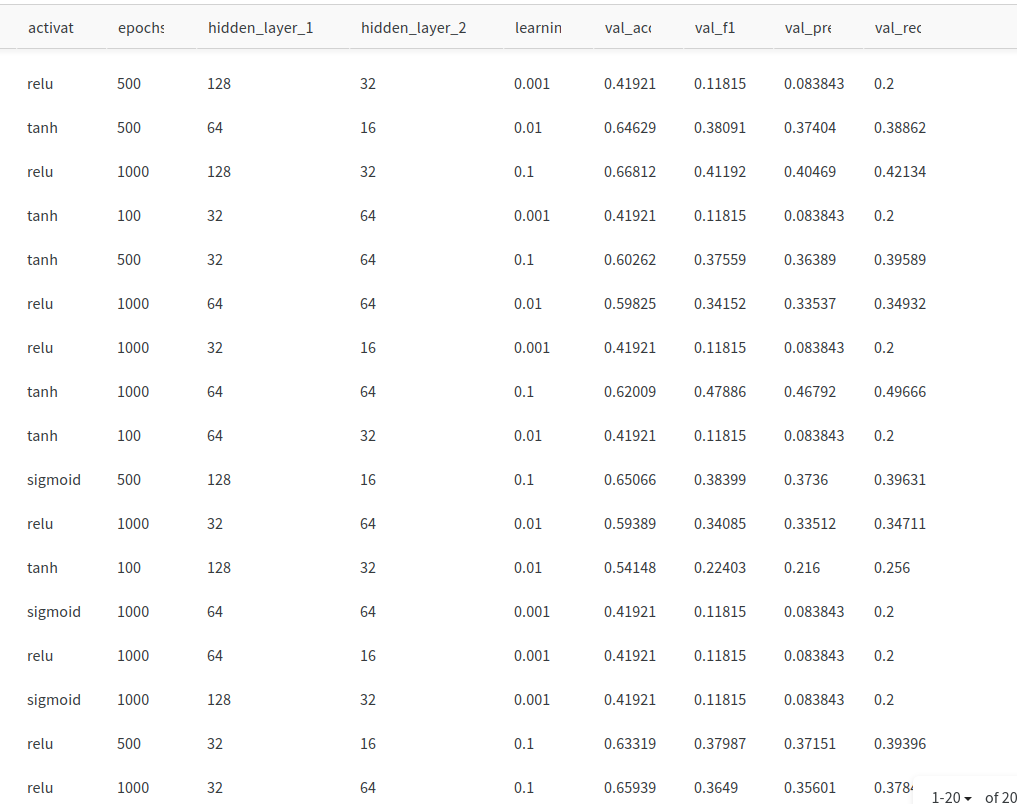 activat epochs hidden_layer_1 hidden_layer_2 learnin val_acc val_f1 val_pre val_rec
relu 500 128 32 0.001 0.41921 0.11815 0.083843 0.2
tanh 500 64 16 0.01 0.64629 0.38091 0.37404 0.38862
relu 1000 128 32 0.1 0.66812 0.41192 0.40469 0.42134
tanh 100 32 64 0.001 0.41921 0.11815 0.083843 0.2
tanh 500 32 64 0.1 0.60262 0.37559 0.36389 0.39589
relu 1000 64 64 0.01 0.59825 0.34152 0.33537 0.34932
relu 1000 32 16 0.001 0.41921 0.11815 0.083843 0.2
tanh 1000 64 64 0.1 0.62009 0.47886 0.46792 0.49666
tanh 100 64 32 0.01 0.41921 0.11815 0.083843 0.2
sigmoid 500 128 16 0.1 0.65066 0.38399 0.3736 0.39631
relu 1000 32 64 0.01 0.59389 0.34085 0.33512 0.34711
tanh 100 128 32 0.01 0.54148 0.22403 0.216 0.256
sigmoid 1000 64 64 0.001 0.41921 0.11815 0.083843 0.2
relu 1000 64 16 0.001 0.41921 0.11815 0.083843 0.2
sigmoid 1000 128 32 0.001 0.41921 0.11815 0.083843 0.2
relu 500 32 16 0.1 0.63319 0.37987 0.37151 0.39396
relu 1000 32 64 0.1 0.65939 0.3649 0.35601
1-20 of 20